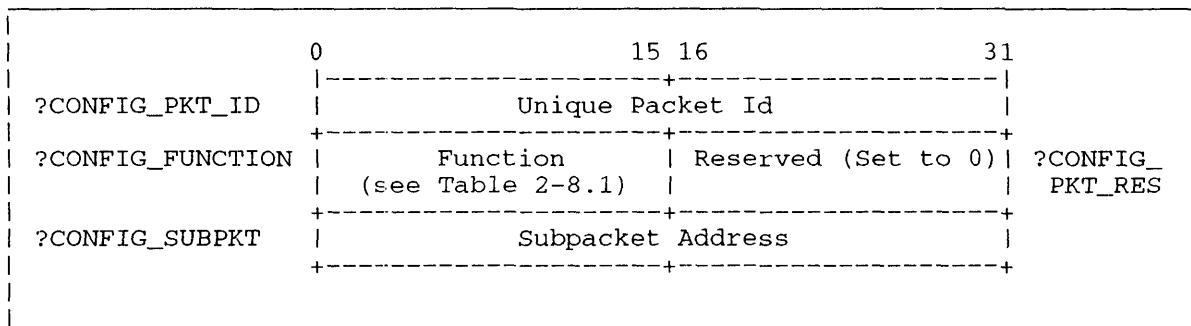 0 15 16 31
?CONFIG_PKT_ID Unique Packet Id
?CONFIG_FUNCTION Function Reserved (Set to 0) ?CONFIG_
(see Table 2-8.1) PKT_RES
?CONFIG_SUBPKT Subpacket Address